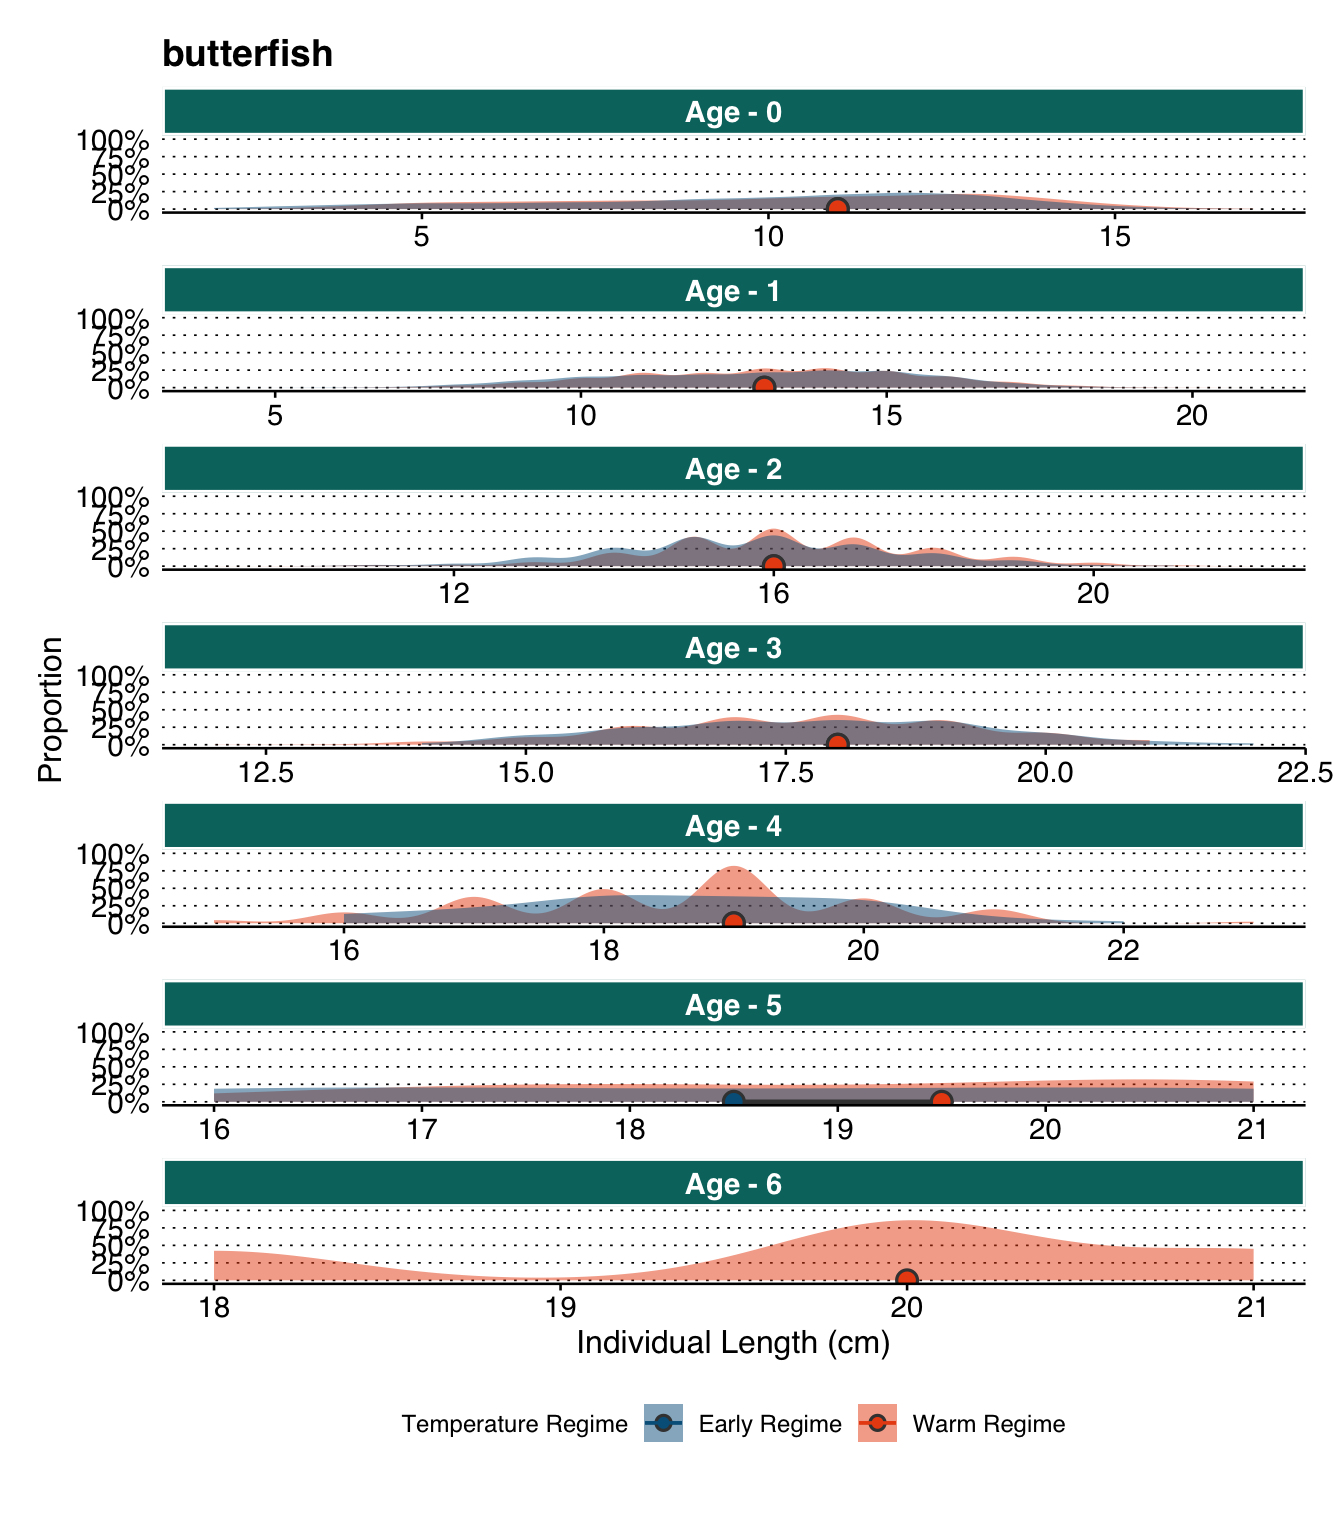 butterfish
Age - 0
100%
75%
50%
25%
0%
5 10 15
Age - 1
100%
75%
50%
25%
0%
5 10 15 20
Age - 2
100%
75%
50%
25%
0%
12 16 20
Age - 3
100%
75%
50%
25%
0%
12.5 15.0 17.5 20.0 22.5
Proportion
Age - 4
100%
75%
50%
25%
0%
16 18 20 22
Age - 5
100%
75%
50%
25%
0%
16 17 18 19 20 21
Age - 6
100%
75%
50%
25%
0%
18 19 20 21
Individual Length (cm)
Temperature Regime Early Regime Warm Regime